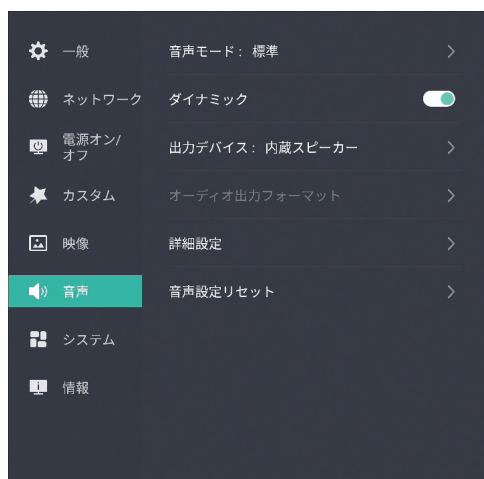 一般
ネットワーク
電源オン/
オフ
カスタム
映像
音声
システム
情報
音声モード： 標準
ダイナミック
出力デバイス： 内蔵スピーカー
オーディオ出力フォーマット
詳細設定
音声設定リセット